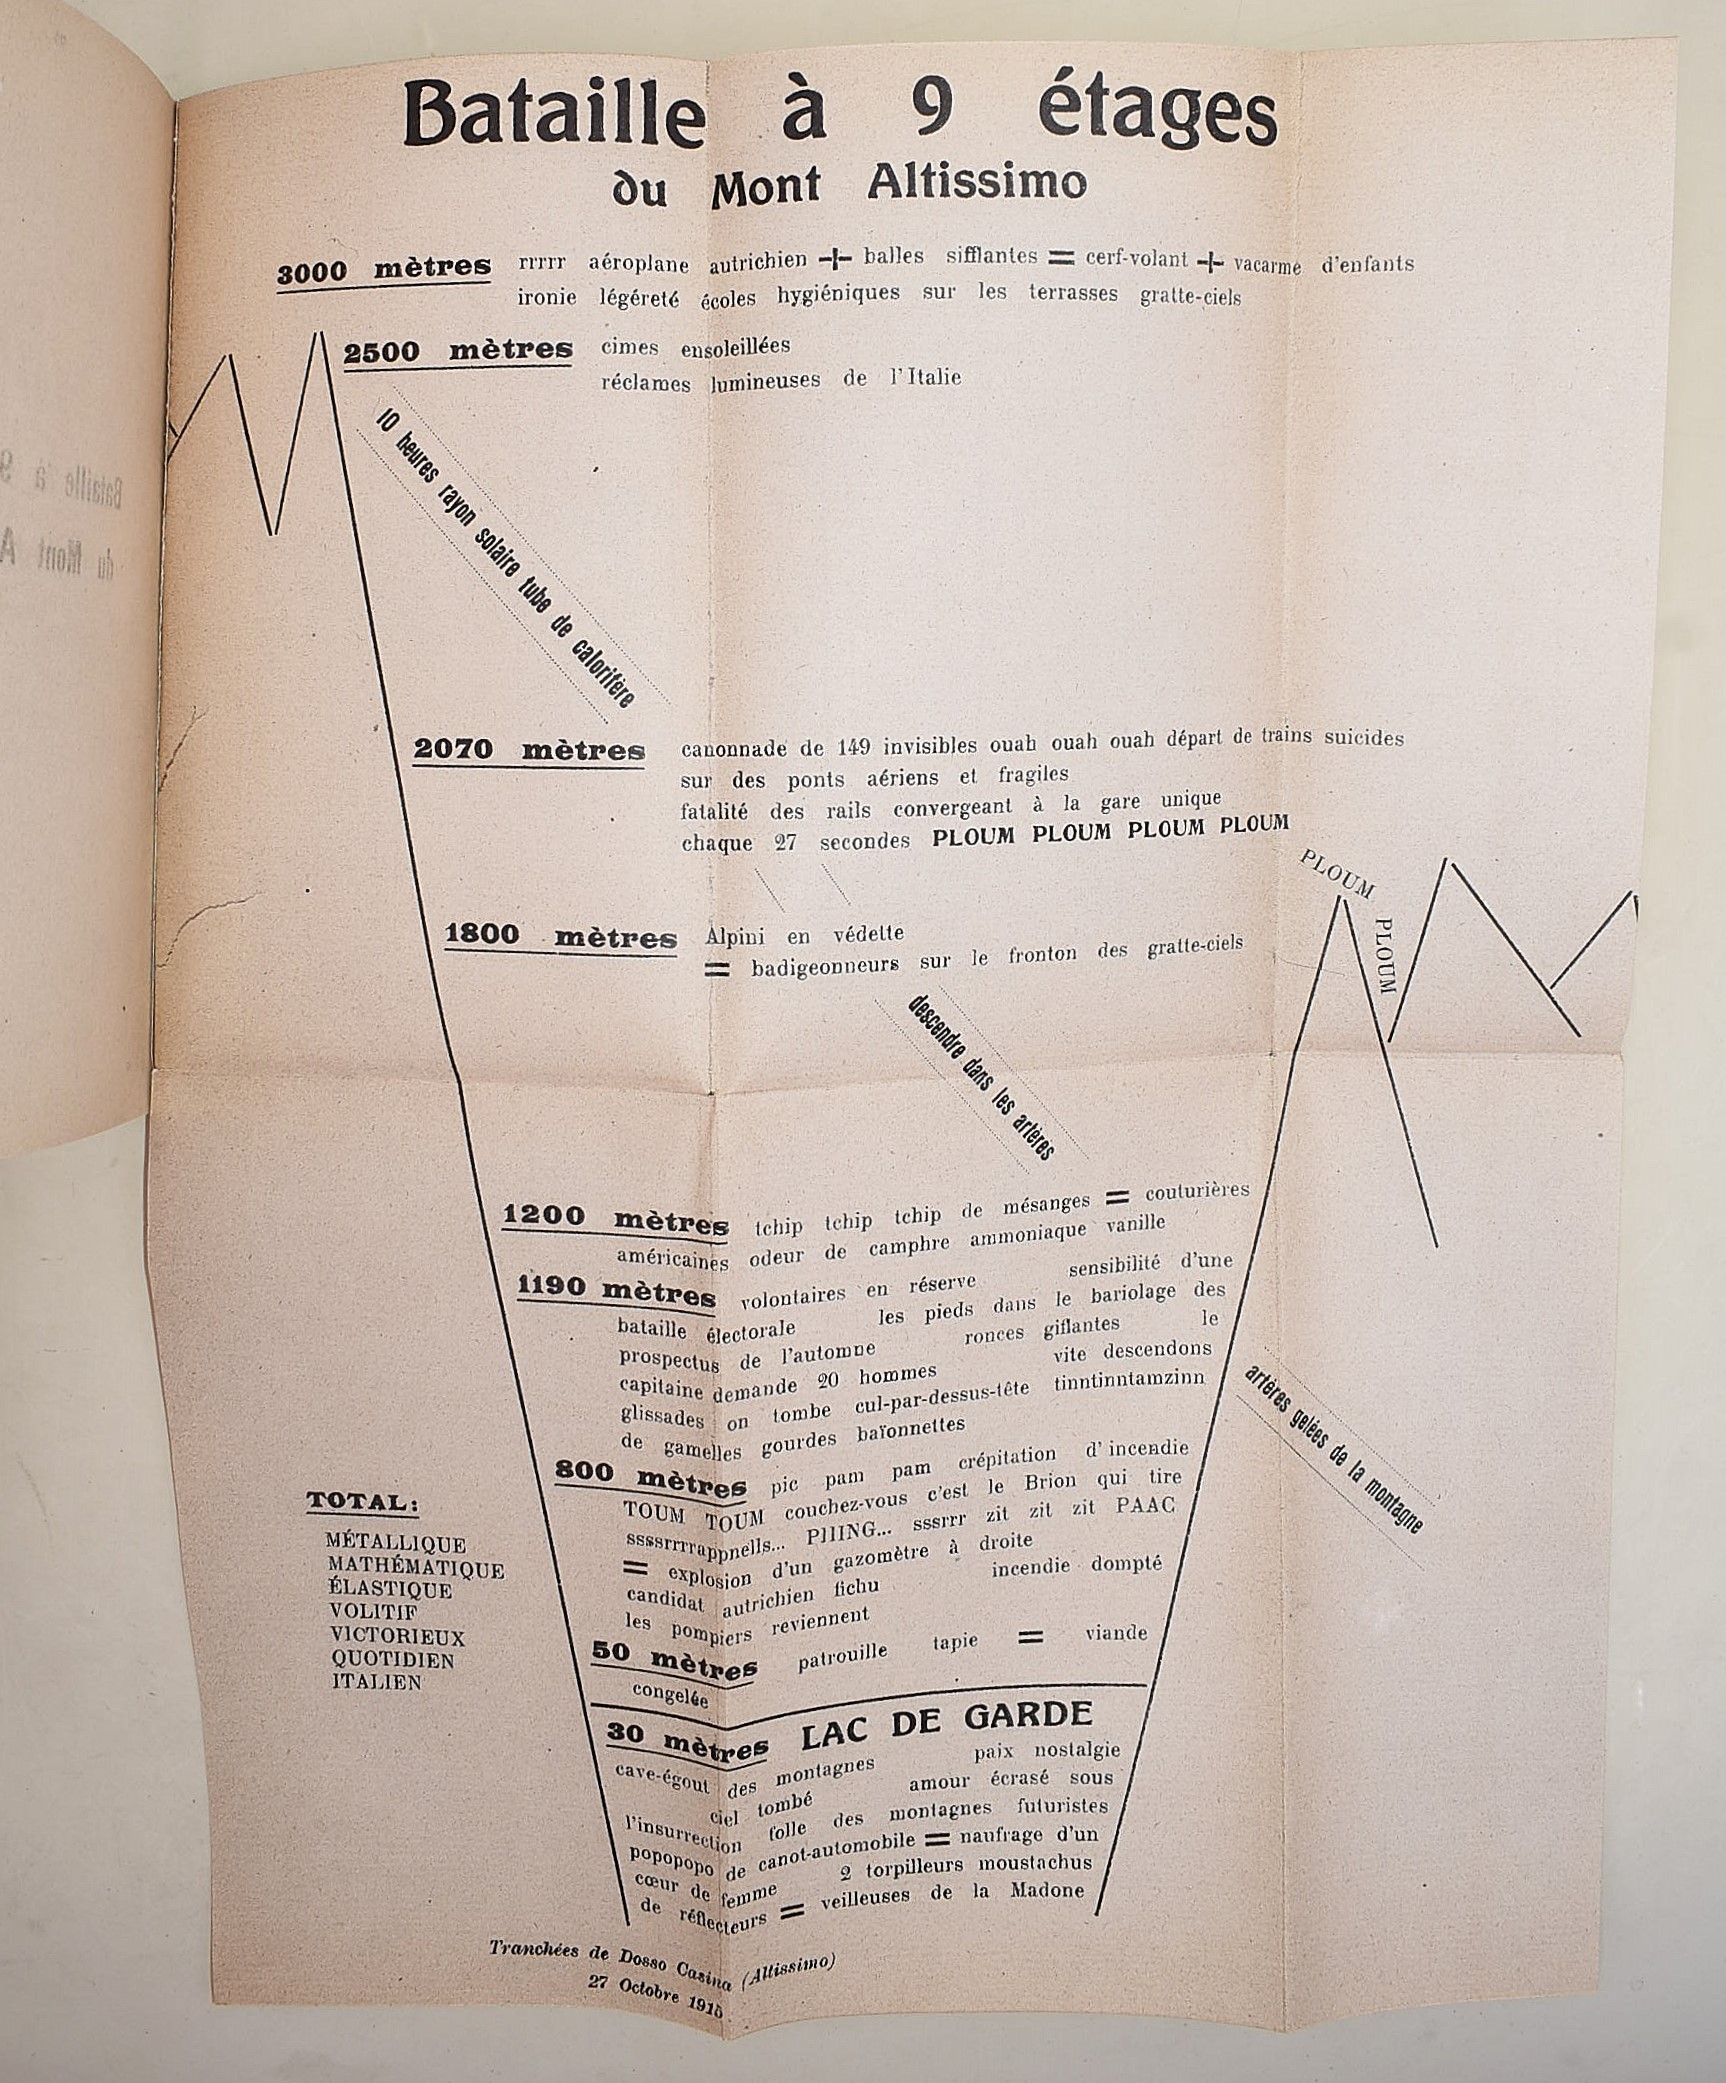 Bataille à 9 étages
du Mont Altissimo
3000 mètres rrrrr aéroplane autrichien + balles sifflantes = cerf-volant + vacarme d'enfants
ironie légéreté écoles hygiéniques sur les terrasses gratte-ciels
2500 mètres cimes ensoleillées
réclames lumineuses de l'Italie
10 heures rayon solaire tube de calorifère
2070 mètres canonnade de 149 invisibles ouah ouah ouah départ de trains suicides
sur des ponts aériens et fragiles
fatalité des rails convergeant à la gare unique
chaque 27 secondes PLOUM PLOUM PLOUM PLOUM
PLOUM
PLOUM
1800 mètres Alpini en védette
= badigeonneurs sur le fronton des gratte-ciels
descendre dans les artères
1200 mètres tchip tchip tchip de mésanges = couturières
américaines odeur de camphre ammoniaque vanille
1190 mètres volontaires en réserve sensibilité d'une
bataille électorale les pieds dans le bariolage des
prospectus de l'automne ronces giflantes le
capitaine demande 20 hommes vite descendons
glissades on tombe cul-par-dessus-tête tinntinntamzinn
de gamelles gourdes baïonnettes
artères gelées de la montagne
800 mètres pic pam pam crépitation d'incendie
TOUM TOUM couchez-vous c'est le Brion qui tire
ssssrrrrappnells... PIIING... sssrrr zit zit zit PAAC
= explosion d'un gazomètre à droite
candidat autrichien fichu incendie dompté
les pompiers reviennent
50 mètres patrouille tapie = viande
congelée
30 mètres LAC DE GARDE
cave-égout des montagnes paix nostalgie
ciel tombé amour écrasé sous
l'insurrection folle des montagnes futuristes
popopopo de canot-automobile = naufrage d'un
cœur de femme 2 torpilleurs moustachus
de réflecteurs = veilleuses de la Madone
TOTAL:
MÉTALLIQUE
MATHÉMATIQUE
ÉLASTIQUE
VOLITIF
VICTORIEUX
QUOTIDIEN
ITALIEN
Tranchées de Dosso Casina (Altissimo)
27 Octobre 1915
Bataille à 9
du Mont A